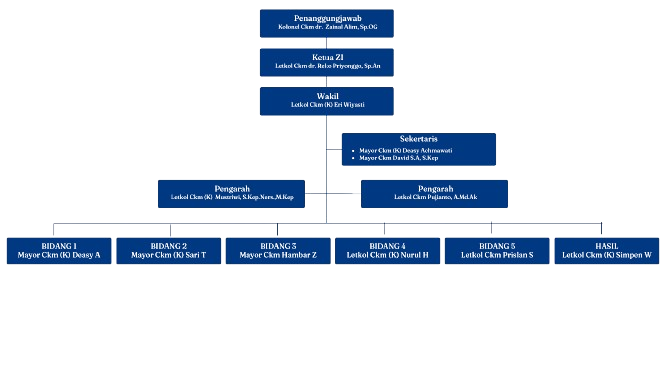 Penanggungjawab
Kolonel Ckm dr. Zainal Alim, Sp.OG
Ketua ZI
Letkol Ckm dr. Reko Priyonggo, Sp.An
Wakil
Letkol Ckm (K) Eri Wiyasti
Sekertaris
• Mayor Ckm (K) Deasy Achmawati
• Mayor Ckm David S.A, S.Kep
Pengarah
Letkol Ckm (K) S.Kep.Ners.,M.Kep
Pengarah
Letkol Ckm Pujianto, A.Md.Ak
BIDANG 1
Mayor Ckm (K) Deasy A
BIDANG 2
Mayor Ckm (K) Sari T
BIDANG 3
Mayor Ckm Hambar Z
BIDANG 4
Letkol Ckm (K) Nurul H
BIDANG 5
Letkol Ckm Prislan S
HASIL
Letkol Ckm (K) Simpen W